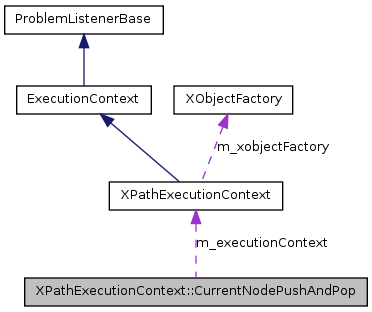 ProblemListenerBase
ExecutionContext
XObjectFactory
m_xobjectFactory
XPathExecutionContext
m_executionContext
XPathExecutionContext::CurrentNodePushAndPop